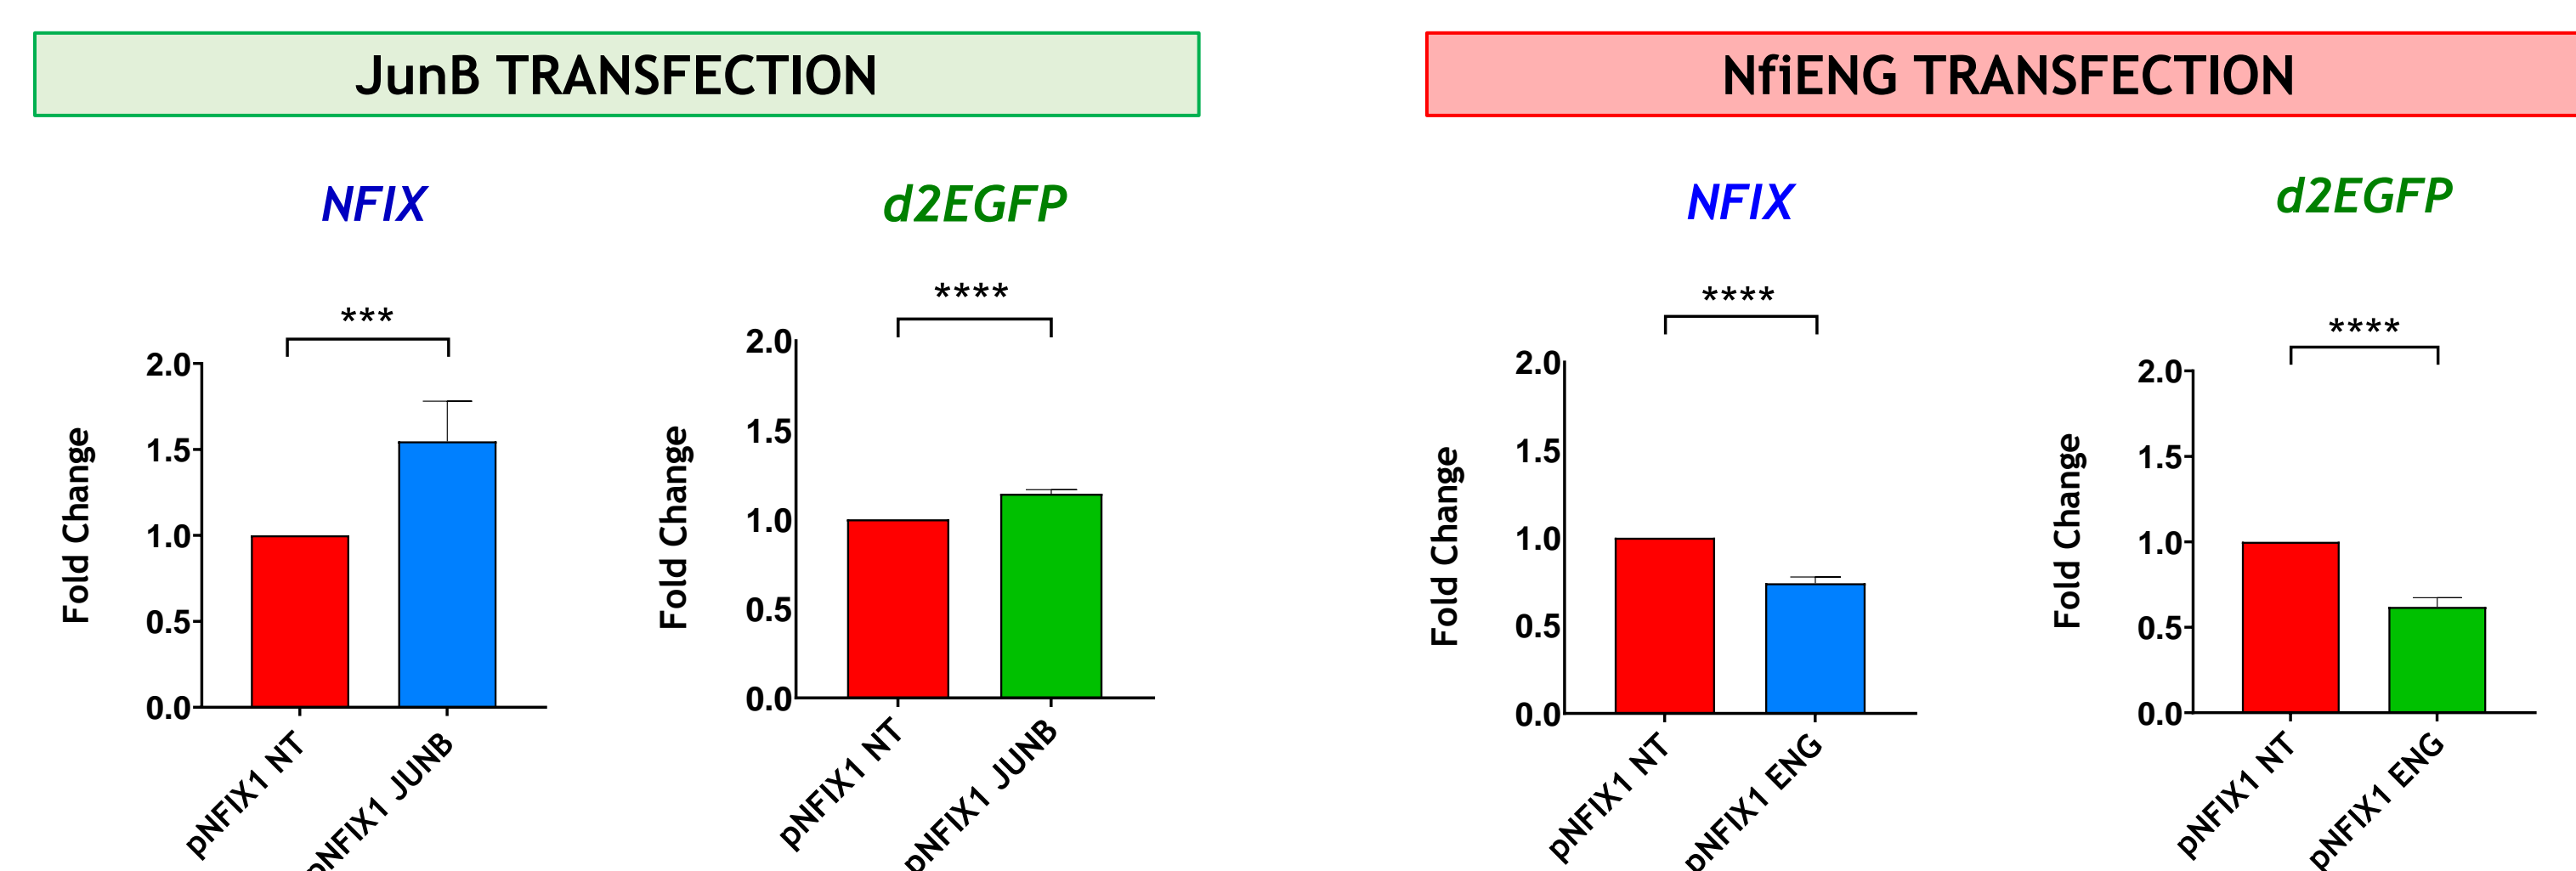 JunB TRANSFECTION
NFIX
***
Fold Change
2.0
1.5
1.0
0.5
0.0
pNFIX1 NT
pNFIX1 JUNB
d2EGFP
****
Fold Change
2.0
1.5
1.0
0.5
0.0
pNFIX1 NT
pNFIX1 JUNB
NfiENG TRANSFECTION
NFIX
****
Fold Change
2.0
1.5
1.0
0.5
0.0
pNFIX1 NT
pNFIX1 ENG
d2EGFP
****
Fold Change
2.0
1.5
1.0
0.5
0.0
pNFIX1 NT
pNFIX1 ENG